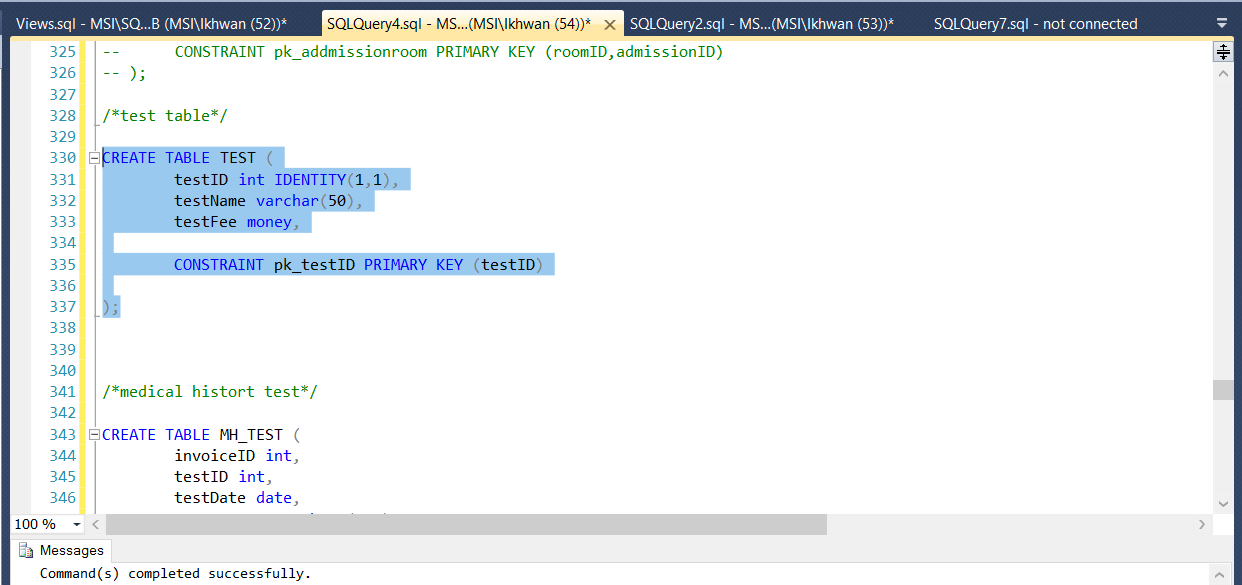 Views.sql - MSI\SQ...B (MSI\Ikhwan (52))*
SQLQuery4.sql - MS...(MSI\Ikhwan (54))*
SQLQuery2.sql - MS...(MSI\Ikhwan (53))*
SQLQuery7.sql - not connected
325 -- CONSTRAINT pk_addmissionroom PRIMARY KEY (roomID,admissionID)
326 -- );
327
328 /*test table*/
329
330 CREATE TABLE TEST (
331 testID int IDENTITY(1,1),
332 testName varchar(50),
333 testFee money,
334
335 CONSTRAINT pk_testID PRIMARY KEY (testID)
336
337 );
338
339
340
341 /*medical histort test*/
342
343 CREATE TABLE MH_TEST (
344 invoiceID int,
345 testID int,
346 testDate date,
100 %
Messages
Command(s) completed successfully.